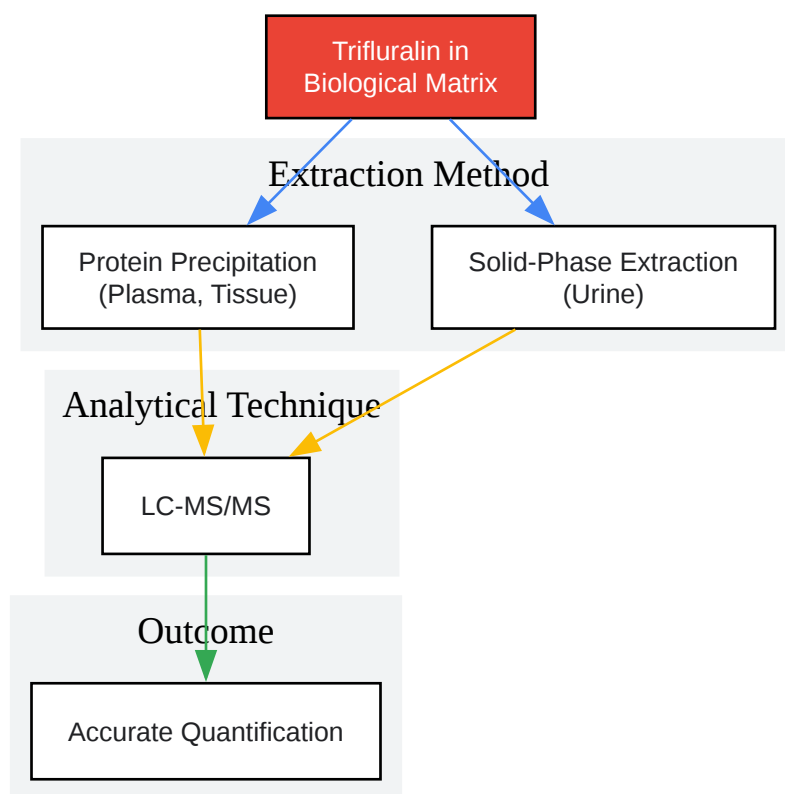 Trifluralin in
Biological Matrix
Extraction Method
Protein Precipitation
(Plasma, Tissue)
Solid-Phase Extraction
(Urine)
Analytical Technique
LC-MS/MS
Outcome
Accurate Quantification